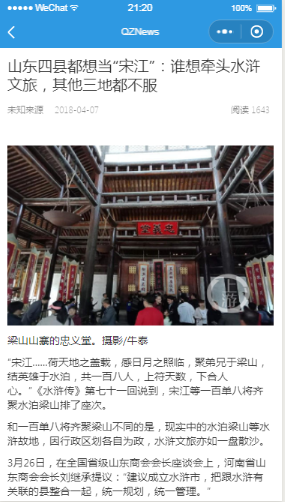 WeChat
21:20
100%
QZNews
山东四县都想当“宋江”：谁想牵头水浒
文旅，其他三地都不服
未知来源 2018-04-07 阅读 1643
忠義堂
梁山山寨的忠义堂。摄影/牛泰
“宋江......荷天地之盖载，感日月之照临，聚弟兄于梁山，
结英雄于水泊，共一百八人，上符天数，下合人
心。”《水浒传》第七十一回说到，宋江等一百单八将齐
聚水泊梁山排了座次。
和一百单八将齐聚梁山不同的是，现实中的水泊梁山等水
浒故地，因行政区划各自为政，水浒文旅亦如一盘散沙。
3月26日，在全国省级山东商会会长座谈会上，河南省山
东商会会长刘继承提议：“建议成立水浒市，把跟水浒有
关联的县整合一起，统一规划，统一管理。”